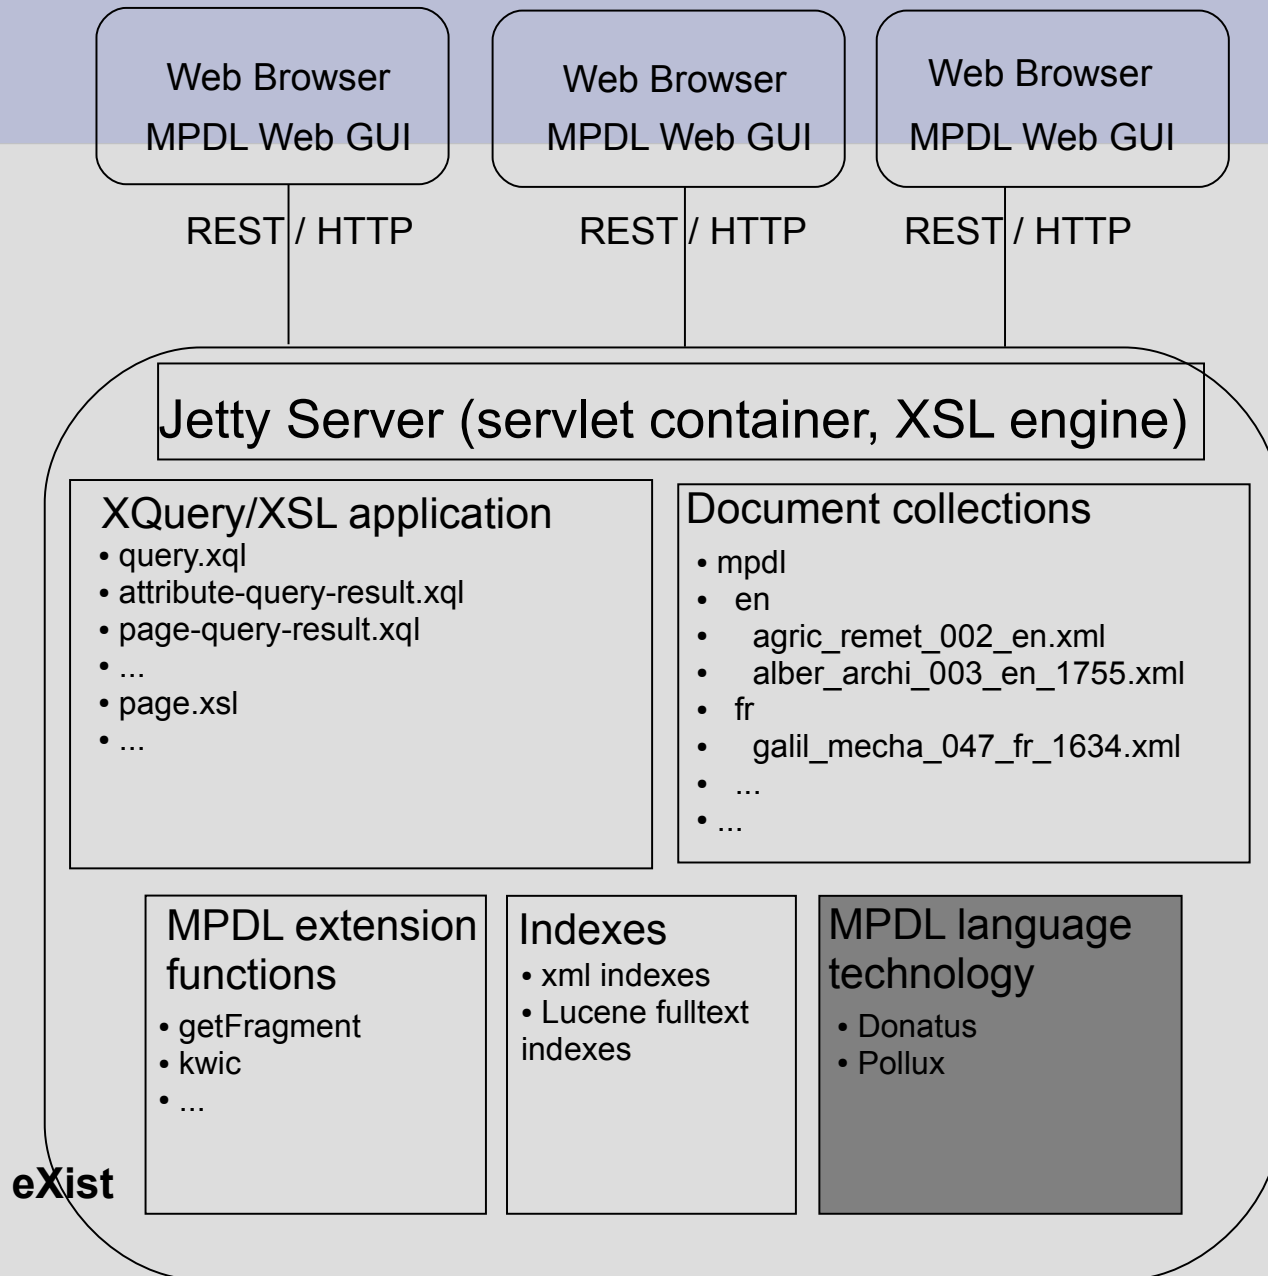 Web Browser
MPDL Web GUI
Web Browser
MPDL Web GUI
Web Browser
MPDL Web GUI
REST / HTTP
REST / HTTP
REST / HTTP
Jetty Server (servlet container, XSL engine)
XQuery/XSL application
• query.xql
• attribute-query-result.xql
• page-query-result.xql
• ...
• page.xsl
• ...
Document collections
• mpdl
• en
• agric_remet_002_en.xml
• alber_archi_003_en_1755.xml
• fr
• galil_mecha_047_fr_1634.xml
• ...
• ...
MPDL extension
functions
• getFragment
• kwic
• ...
Indexes
• xml indexes
• Lucene fulltext
indexes
MPDL language
technology
• Donatus
• Pollux
eXist